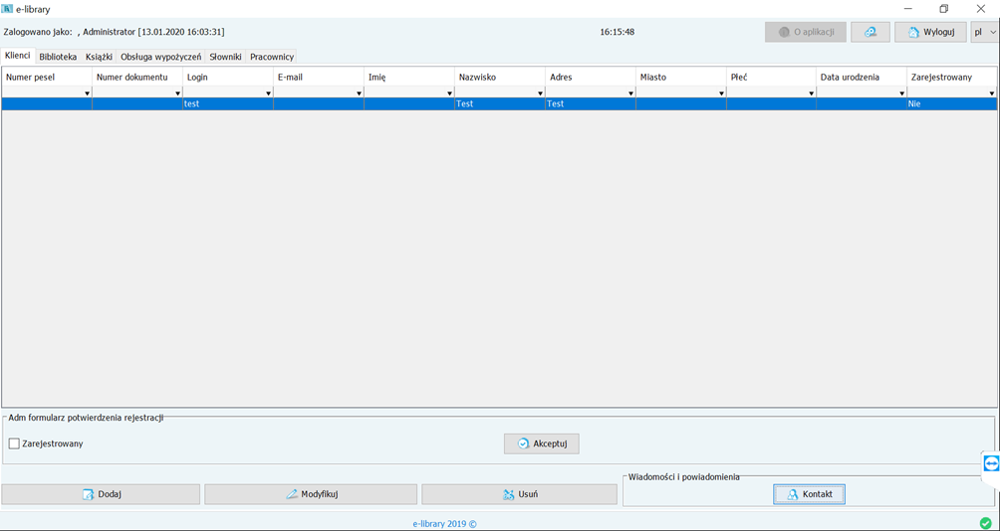 e-library
Zalogowano jako: , Administrator [13.01.2020 16:03:31] 16:15:48 O aplikacji Wyloguj pl
Klienci Biblioteka Książki Obsługa wypożyczeń Słowniki Pracownicy
Numer pesel Numer dokumentu Login E-mail Imię Nazwisko Adres Miasto Płeć Data urodzenia Zarejestrowany
test Test Test Nie
Adm formularz potwierdzenia rejestracji
Zarejestrowany Akceptuj
Wiadomości i powiadomienia
Dodaj Modyfikuj Usuń Kontakt
e-library 2019 ©